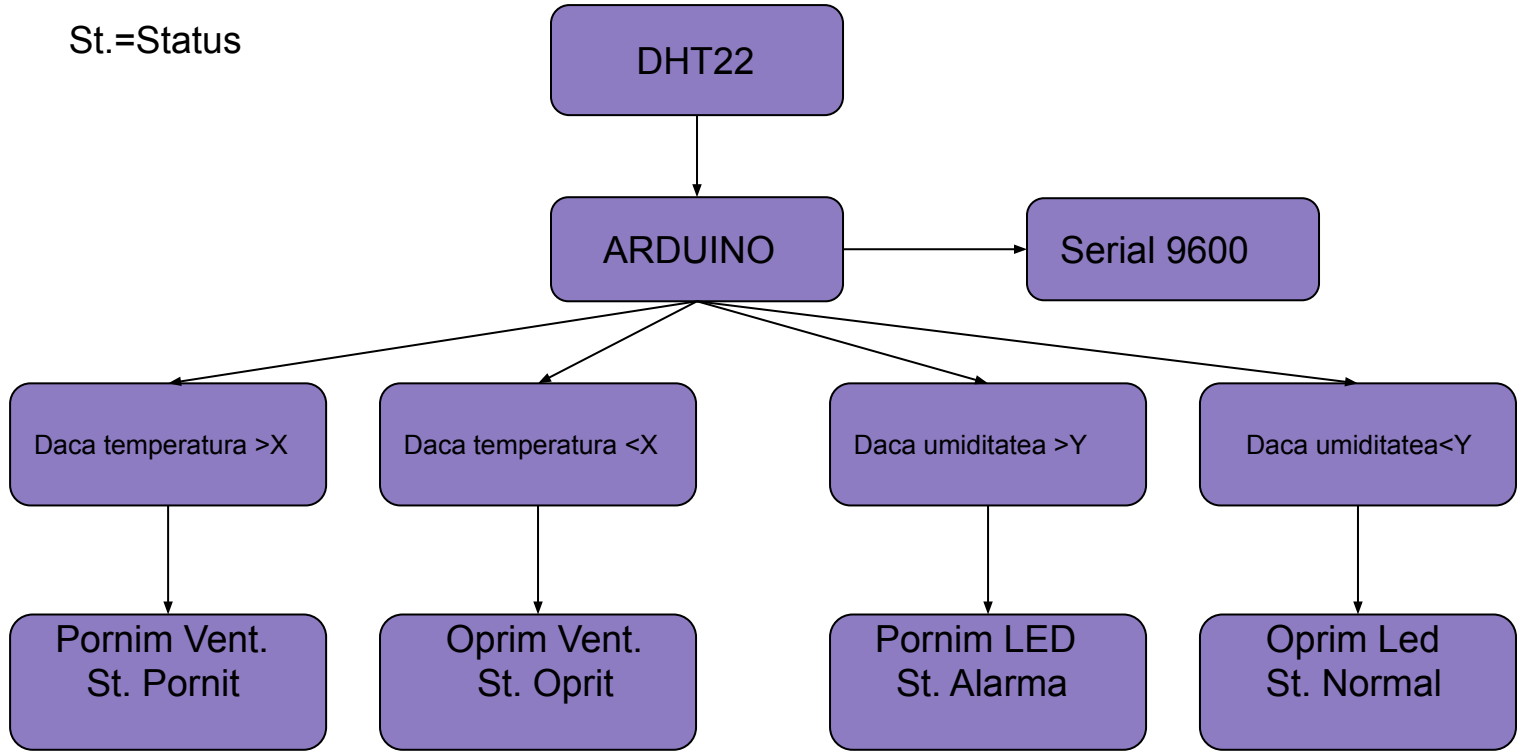 St.=Status
DHT22
ARDUINO
Serial 9600
Daca temperatura >X
Daca temperatura <X
Daca umiditatea >Y
Daca umiditatea<Y
Pornim Vent.
St. Pornit
Oprim Vent.
St. Oprit
Pornim LED
St. Alarma
Oprim Led
St. Normal